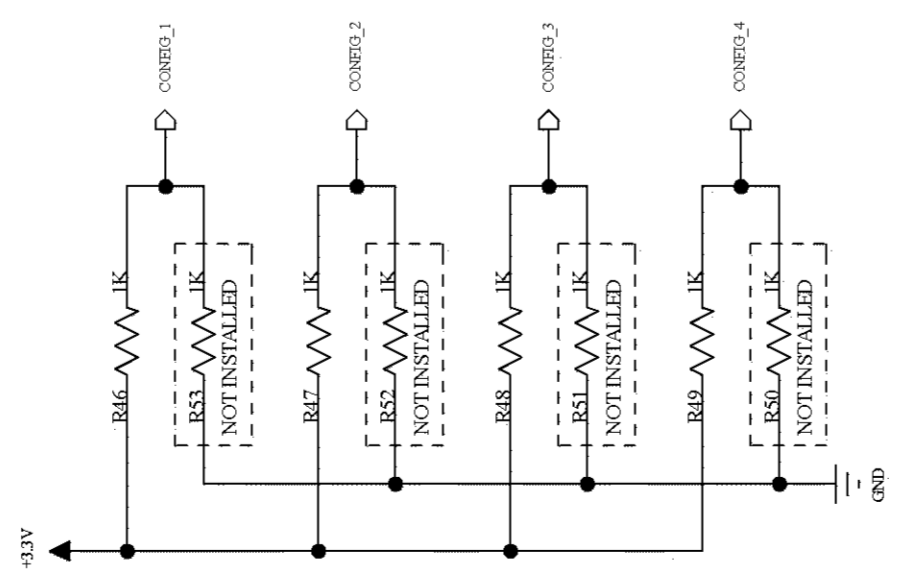 CONFIG_1
CONFIG_2
CONFIG_3
CONFIG_4
1K
1K
NOT INSTALLED
R46
R53
1K
1K
NOT INSTALLED
R47
R52
1K
1K
NOT INSTALLED
R48
R51
1K
1K
NOT INSTALLED
R49
R50
GND
+3.3V